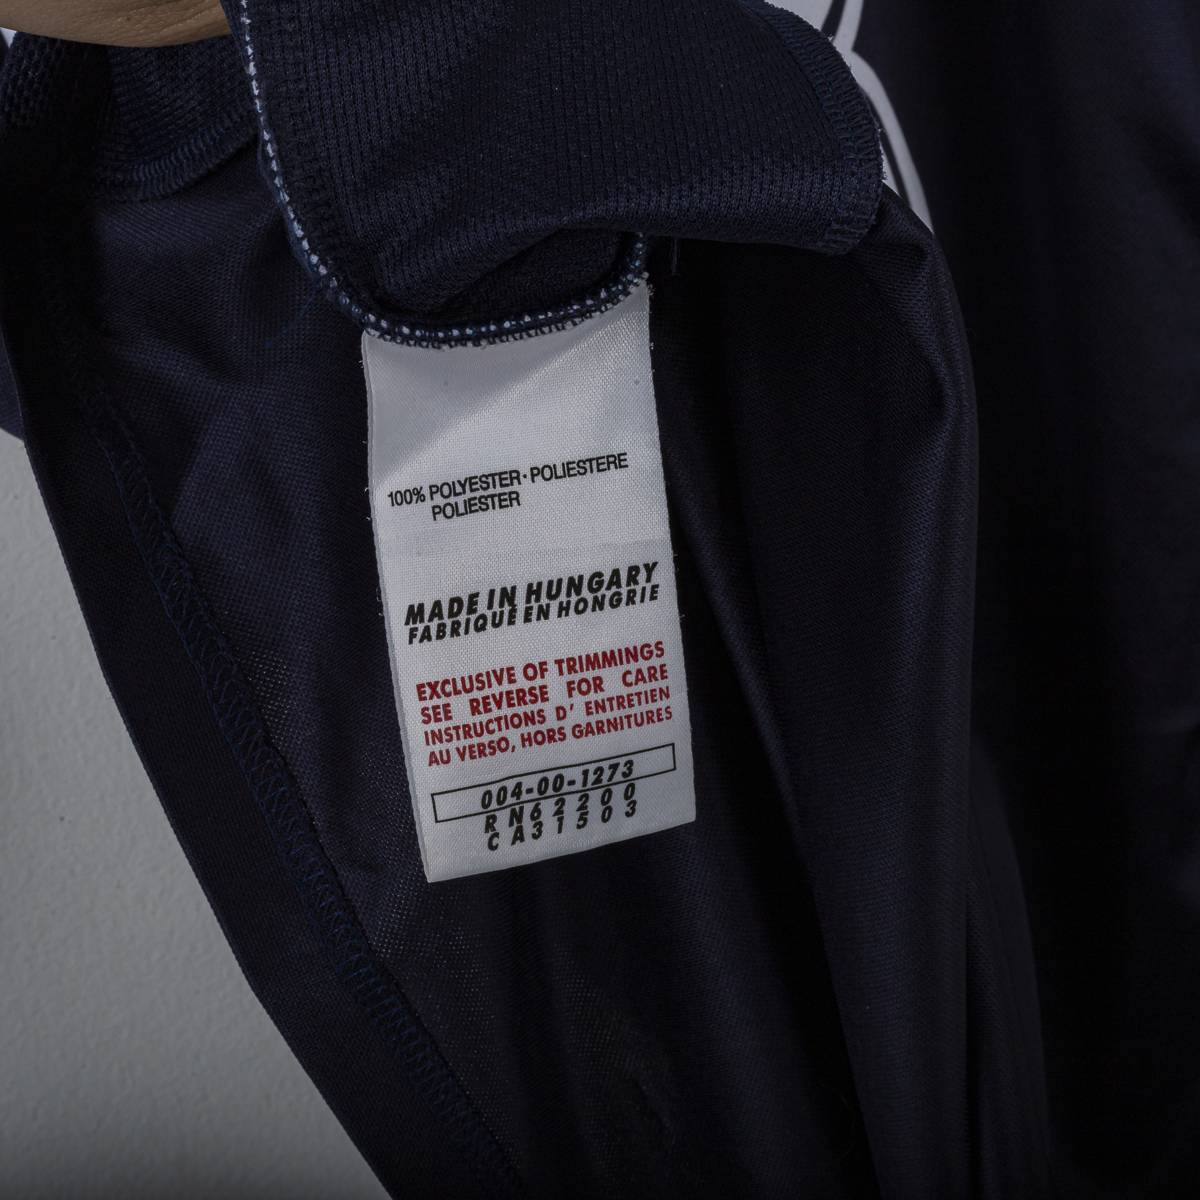 100% POLYESTER · POLIESTERE
POLIESTER
MADE IN HUNGARY
FABRIQUE EN HONGRIE
EXCLUSIVE OF TRIMMINGS
SEE REVERSE FOR CARE
INSTRUCTIONS D' ENTRETIEN
AU VERSO, HORS GARNITURES
004-00-1273
RN62200
CA31503